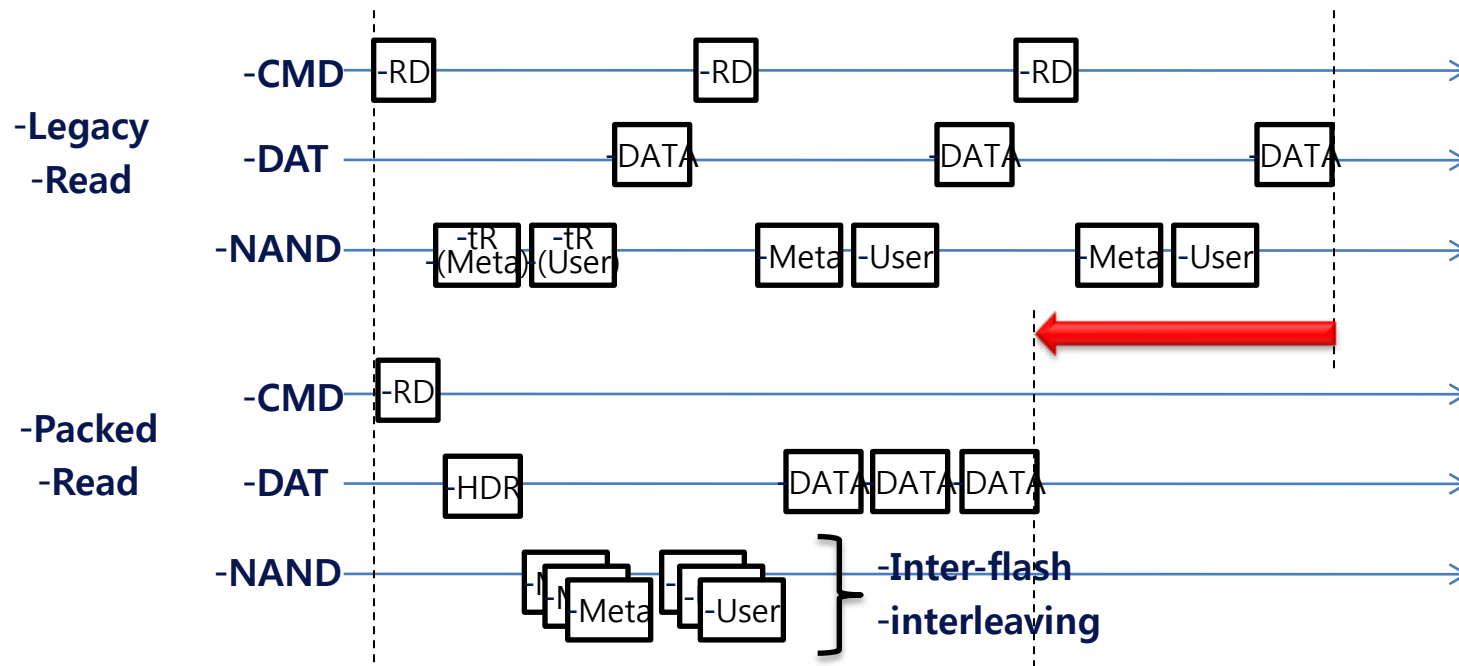 -CMD
-RD
-RD
-RD
-Legacy
-Read
-DAT
-DATA
-DATA
-DATA
-NAND
-tR
-(Meta)
-tR
-(User)
-Meta
-User
-Meta
-User
-Packed
-Read
-CMD
-RD
-DAT
-HDR
-DATA
-DATA
-DATA
-NAND
-Meta
-User
-Inter-flash
-interleaving